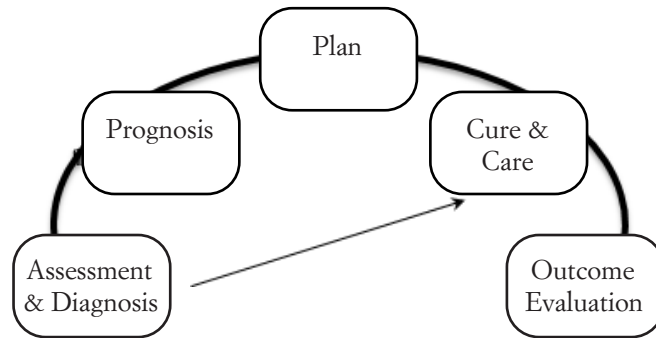 Plan
Prognosis
Cure &
Care
Assessment
& Diagnosis
Outcome
Evaluation